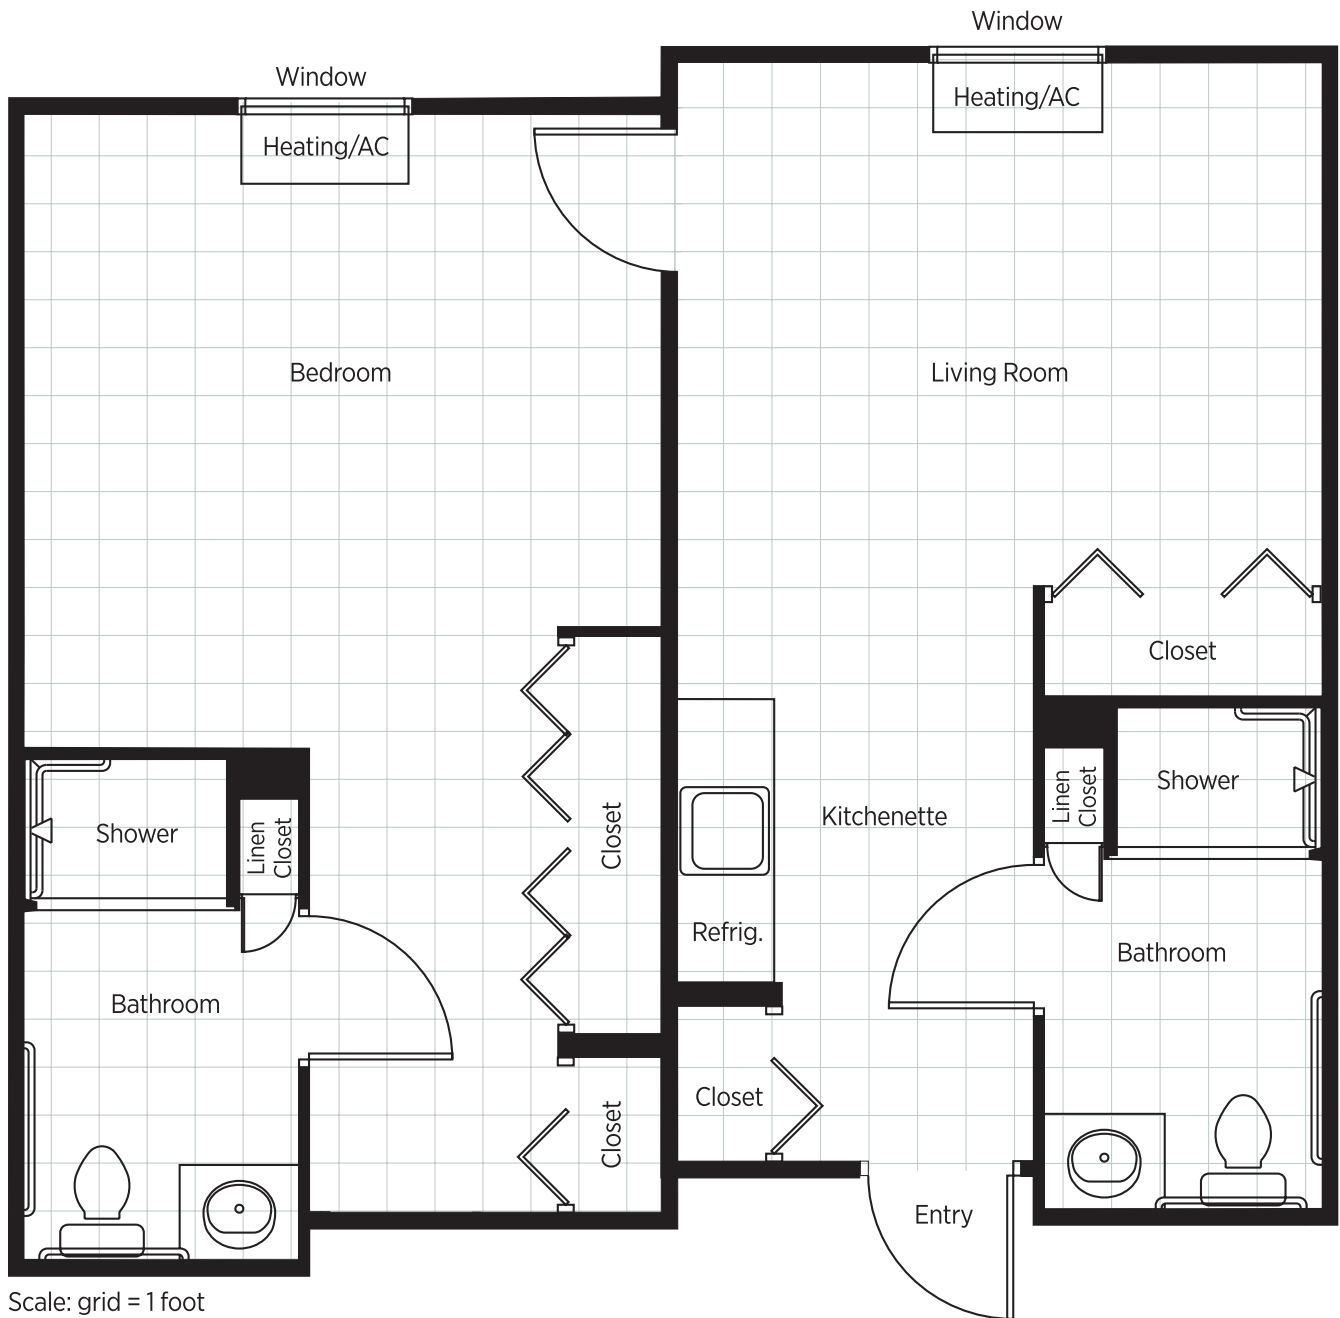 Window
Window
Heating/AC
Heating/AC
Bedroom
Living Room
Closet
Shower
Linen
Closet
Closet
Kitchenette
Linen
Closet
Shower
Refrig.
Bathroom
Bathroom
Closet
Closet
Entry
Scale: grid = 1 foot